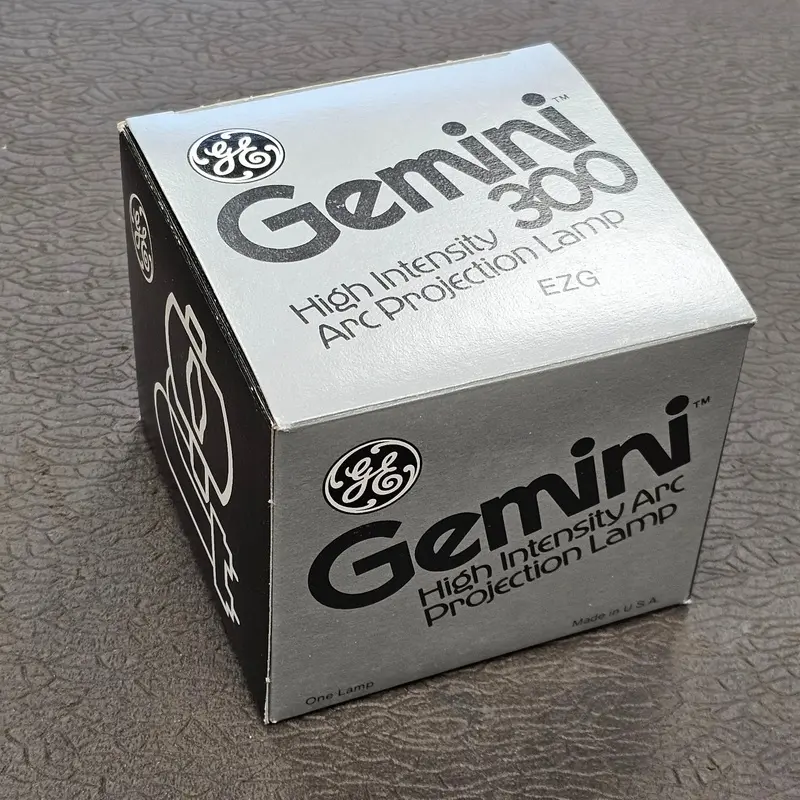 GE
Gemini™
300
High Intensity
Arc Projection Lamp
EZG
GE
GE
Gemini™
High Intensity Arc
Projection Lamp
Made in U.S.A.
One Lamp